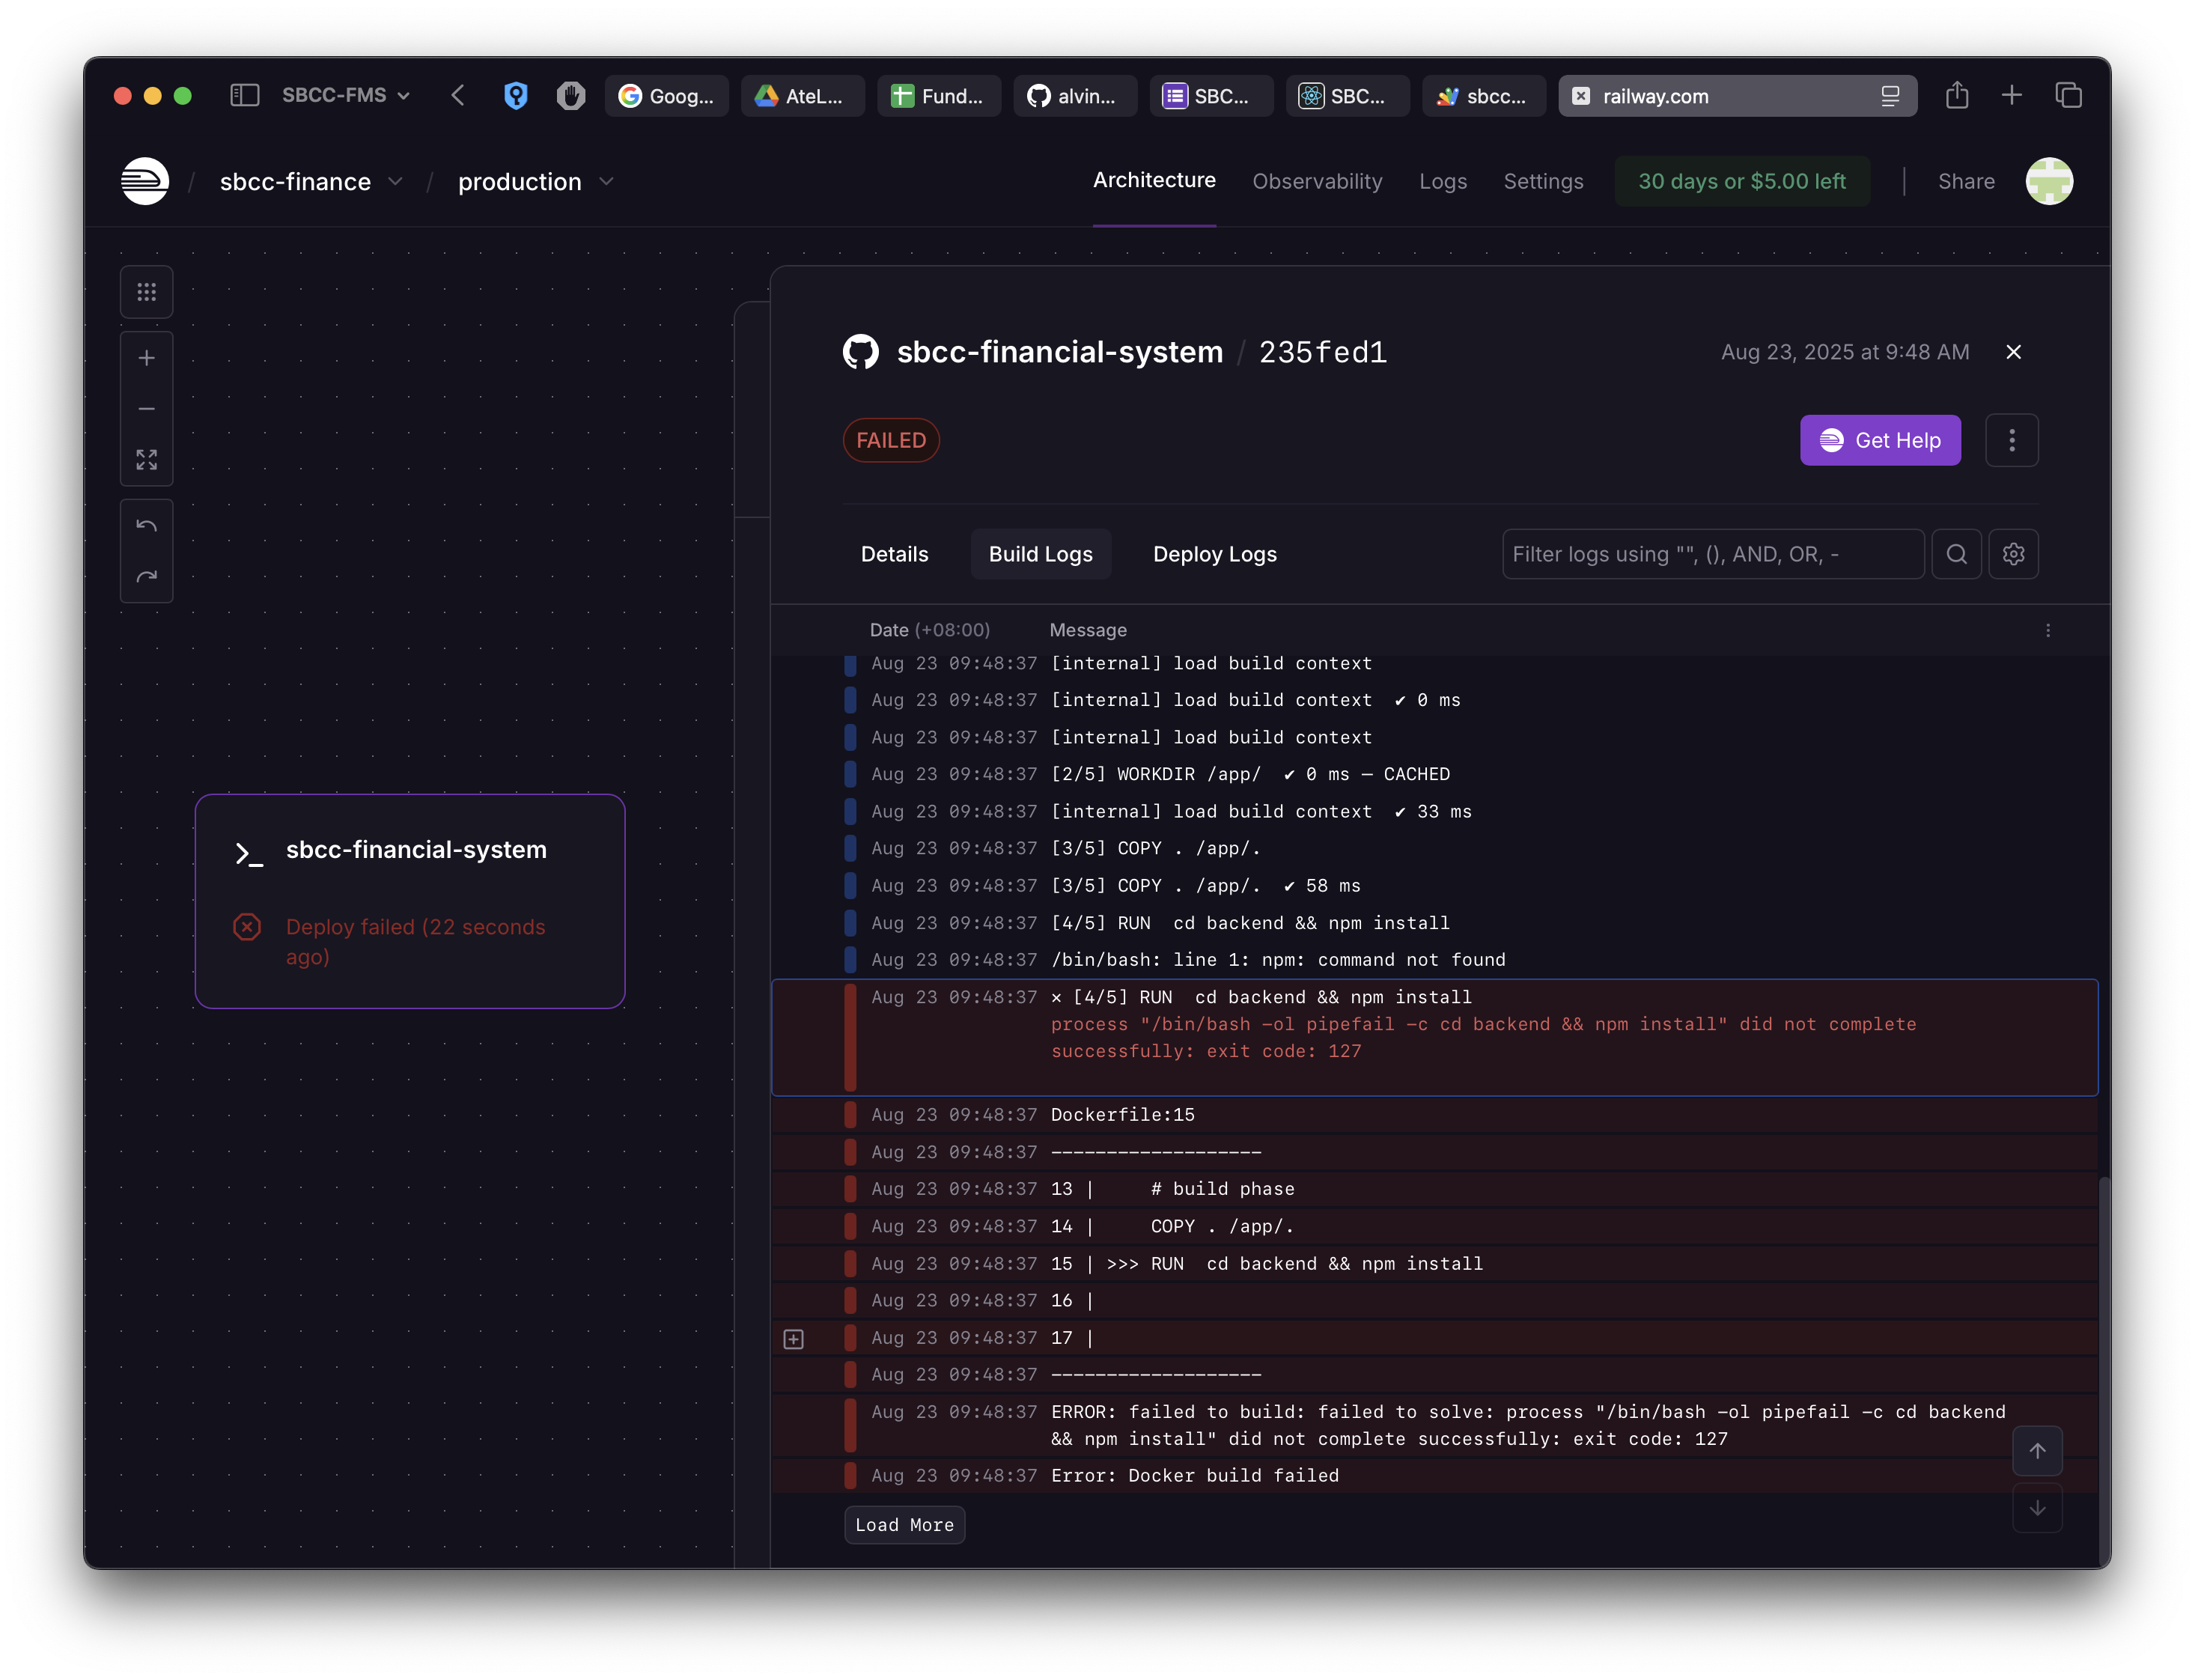 SBCC-FMS
Goog...
AteL...
Fund...
alvin...
SBC...
SBC...
sbcc...
railway.com
/ sbcc-finance / production
Architecture
Observability
Logs
Settings
30 days or $5.00 left
Share
sbcc-financial-system / 235fed1
Aug 23, 2025 at 9:48 AM
FAILED
Get Help
Details
Build Logs
Deploy Logs
Filter logs using "", (), AND, OR, -
Date (+08:00) Message
Aug 23 09:48:37 [internal] load build context
Aug 23 09:48:37 [internal] load build context ✔ 0 ms
Aug 23 09:48:37 [internal] load build context
Aug 23 09:48:37 [2/5] WORKDIR /app/ ✔ 0 ms – CACHED
Aug 23 09:48:37 [internal] load build context ✔ 33 ms
Aug 23 09:48:37 [3/5] COPY . /app/.
Aug 23 09:48:37 [3/5] COPY . /app/. ✔ 58 ms
Aug 23 09:48:37 [4/5] RUN  cd backend && npm install
Aug 23 09:48:37 /bin/bash: line 1: npm: command not found
Aug 23 09:48:37 ✕ [4/5] RUN  cd backend && npm install
process "/bin/bash -ol pipefail -c cd backend && npm install" did not complete
successfully: exit code: 127
Aug 23 09:48:37 Dockerfile:15
Aug 23 09:48:37 -------------------
Aug 23 09:48:37 13 |     # build phase
Aug 23 09:48:37 14 |     COPY . /app/.
Aug 23 09:48:37 15 | >>> RUN  cd backend && npm install
Aug 23 09:48:37 16 |
Aug 23 09:48:37 17 |
Aug 23 09:48:37 -------------------
Aug 23 09:48:37 ERROR: failed to build: failed to solve: process "/bin/bash -ol pipefail -c cd backend
&& npm install" did not complete successfully: exit code: 127
Aug 23 09:48:37 Error: Docker build failed
Load More
sbcc-financial-system
Deploy failed (22 seconds
ago)